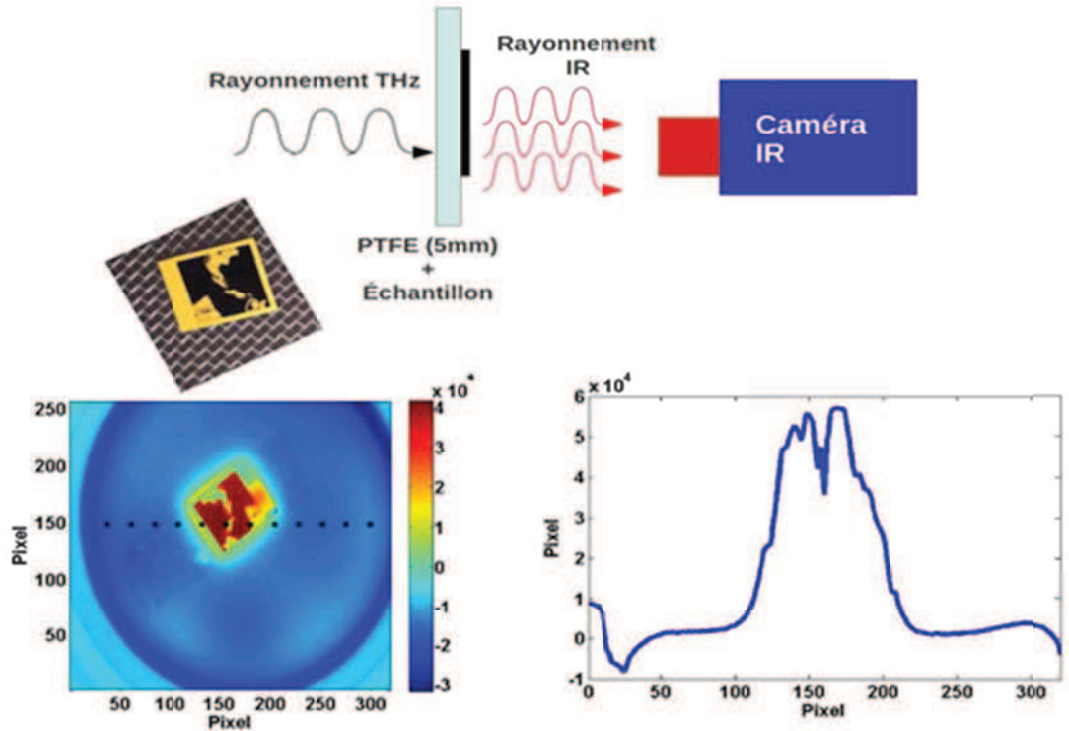 Rayonnement THz
Rayonnement
IR
Caméra
IR
PTFE (5mm)
+
Échantillon
x 10⁴
250
200
150
100
50
Pixel
50 100 150 200 250 300
Pixel
4
3
2
1
0
-1
-2
-3
x 10⁴
6
5
4
3
2
1
0
-1
Pixel
0 50 100 150 200 250 300
Pixel